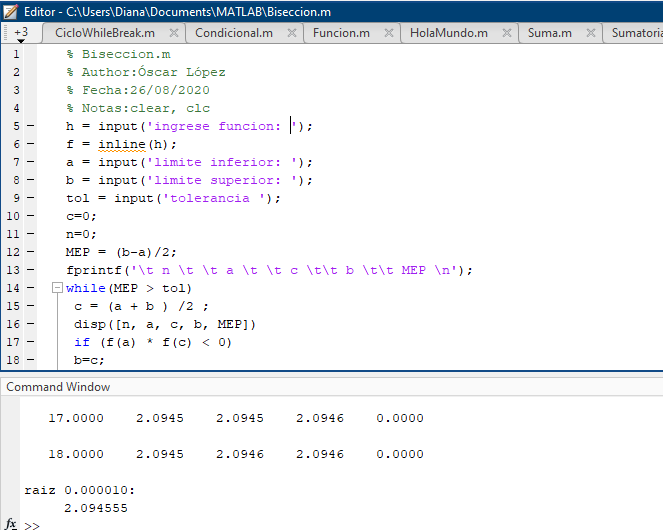 Editor - C:\Users\Diana\Documents\MATLAB\Biseccion.m
+3 CicloWhileBreak.m Condicional.m Funcion.m HolaMundo.m Suma.m Sumatoria
1 % Biseccion.m
2 % Author:Óscar López
3 % Fecha:26/08/2020
4 % Notas:clear, clc
5 – h = input('ingrese funcion: ');
6 – f = inline(h);
7 – a = input('limite inferior: ');
8 – b = input('limite superior: ');
9 – tol = input('tolerancia ');
10 – c=0;
11 – n=0;
12 – MEP = (b-a)/2;
13 – fprintf('\t n \t \t a \t \t c \t\t b \t\t MEP \n');
14 – while(MEP > tol)
15 – c = (a + b ) /2 ;
16 – disp([n, a, c, b, MEP])
17 – if (f(a) * f(c) < 0)
18 – b=c;
Command Window
17.0000 2.0945 2.0945 2.0946 0.0000
18.0000 2.0945 2.0946 2.0946 0.0000
raiz 0.000010:
2.094555
fx >>